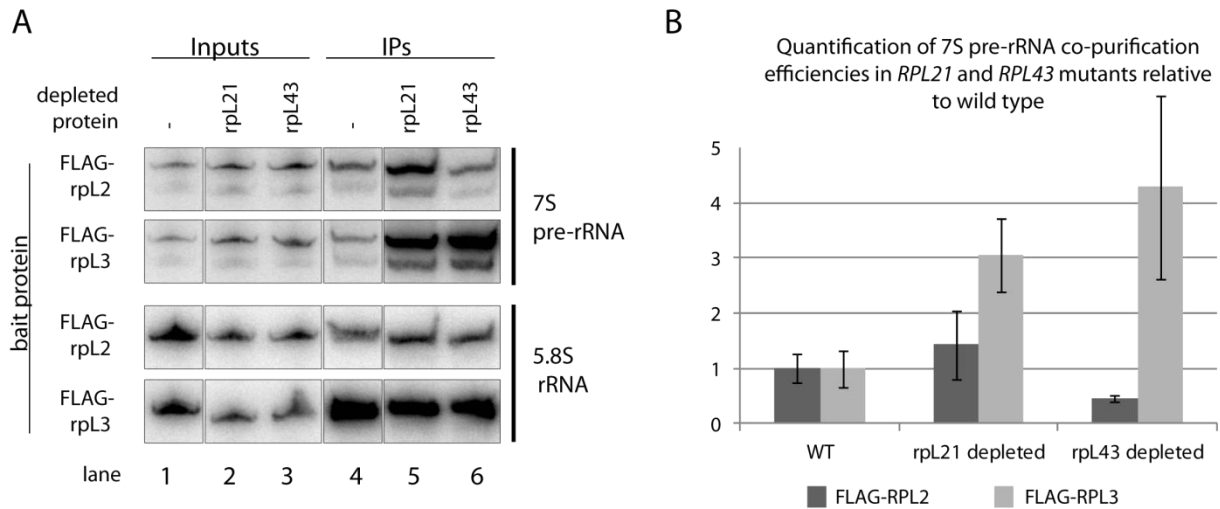 A
Inputs IPs
depleted protein
- rpL21 rpL43 - rpL21 rpL43
bait protein
FLAG-
rpL2
FLAG-
rpL3
7S
pre-rRNA
FLAG-
rpL2
FLAG-
rpL3
5.8S
rRNA
lane 1 2 3 4 5 6
B
Quantification of 7S pre-rRNA co-purification
efficiencies in RPL21 and RPL43 mutants relative
to wild type
5
4
3
2
1
0
WT rpL21 depleted rpL43 depleted
FLAG-RPL2 FLAG-RPL3